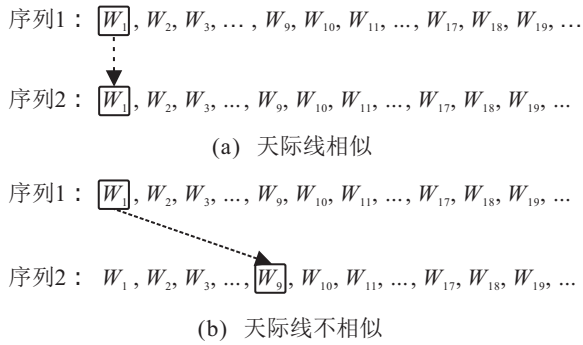 序列1： W₁, W₂, W₃, …, W₉, W₁₀, W₁₁, …, W₁₇, W₁₈, W₁₉, …
序列2： W₁, W₂, W₃, …, W₉, W₁₀, W₁₁, …, W₁₇, W₁₈, W₁₉, …
(a) 天际线相似
序列1： W₁, W₂, W₃, …, W₉, W₁₀, W₁₁, …, W₁₇, W₁₈, W₁₉, …
序列2： W₁, W₂, W₃, …, W₉, W₁₀, W₁₁, …, W₁₇, W₁₈, W₁₉, …
(b) 天际线不相似